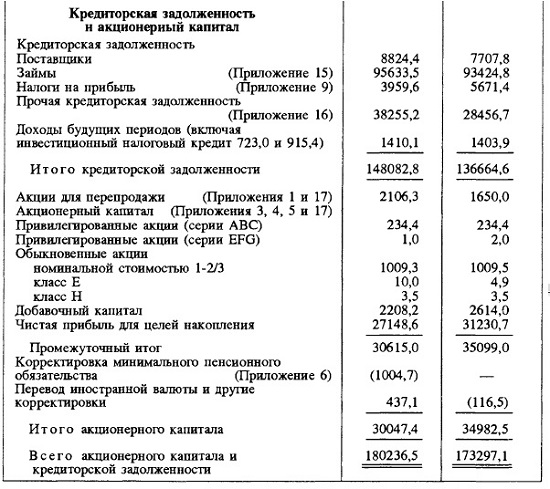 Кредиторская задолженность
и акционерный капитал
Кредиторская задолженность
Поставщики 8824,4 7707,8
Займы (Приложение 15) 95633,5 93424,8
Налоги на прибыль (Приложение 9) 3959,6 5671,4
Прочая кредиторская задолженность
(Приложение 16) 38255,2 28456,7
Доходы будущих периодов (включая
инвестиционный налоговый кредит 723,0 и 915,4) 1410,1 1403,9
Итого кредиторской задолженности 148082,8 136664,6
Акции для перепродажи (Приложения 1 и 17) 2106,3 1650,0
Акционерный капитал (Приложения 3, 4, 5 и 17)
Привилегированные акции (серии ABC) 234,4 234,4
Привилегированные акции (серии EFG) 1,0 2,0
Обыкновенные акции
номинальной стоимостью 1-2/3 1009,3 1009,5
класс E 10,0 4,9
класс H 3,5 3,5
Добавочный капитал 2208,2 2614,0
Чистая прибыль для целей накопления 27148,6 31230,7
Промежуточный итог 30615,0 35099,0
Корректировка минимального пенсионного
обязательства (Приложение 6) (1004,7) —
Перевод иностранной валюты и другие
корректировки 437,1 (116,5)
Итого акционерного капитала 30047,4 34982,5
Всего акционерного капитала и 180236,5 173297,1
кредиторской задолженности